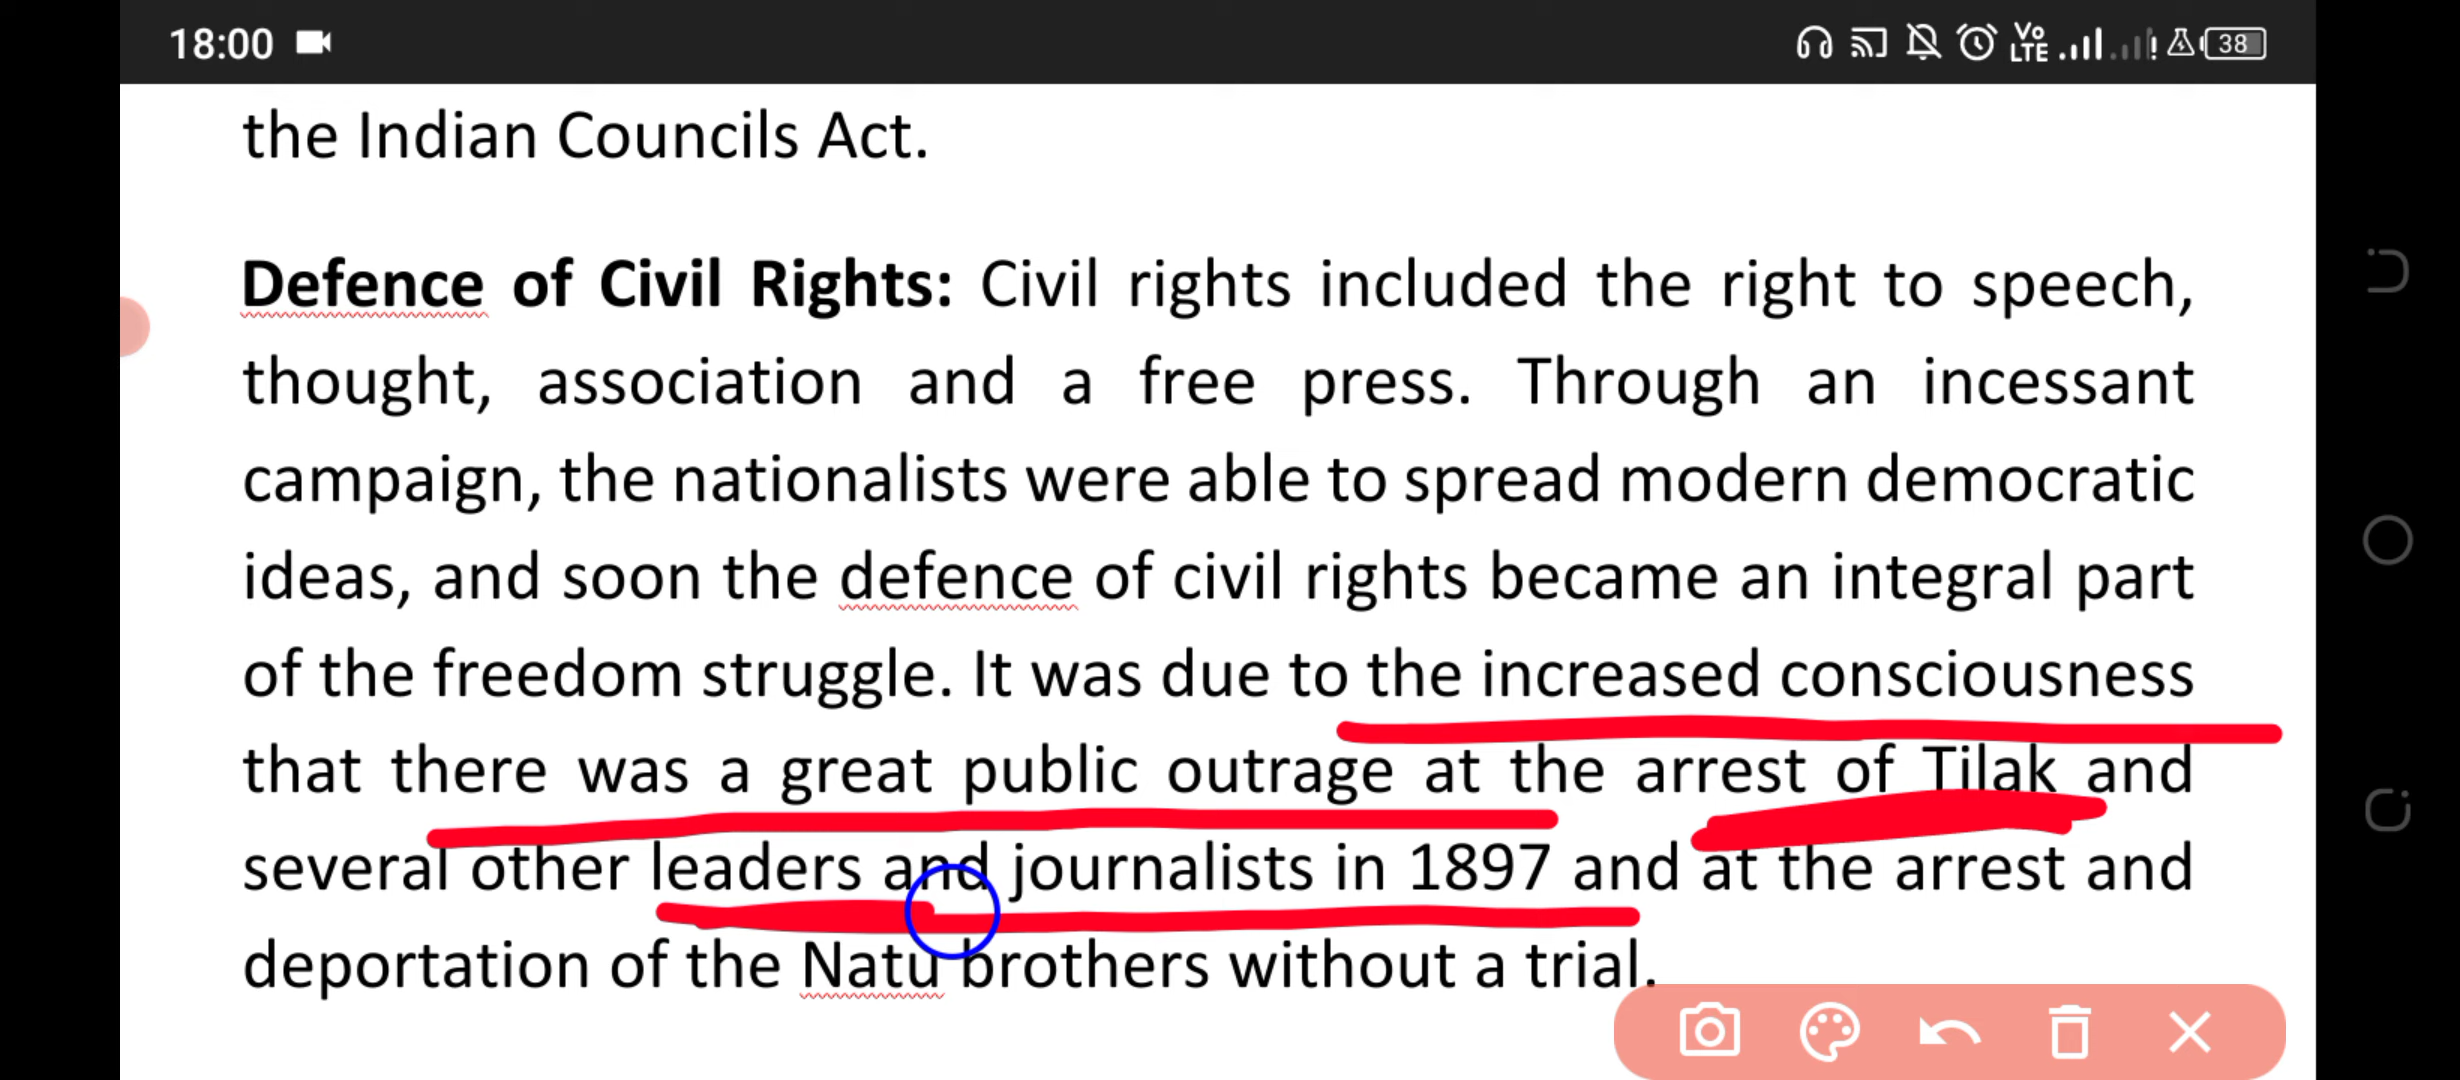 18:00 Vo LTE 38
the Indian Councils Act.
Defence of Civil Rights: Civil rights included the right to speech,
thought, association and a free press. Through an incessant
campaign, the nationalists were able to spread modern democratic
ideas, and soon the defence of civil rights became an integral part
of the freedom struggle. It was due to the increased consciousness
that there was a great public outrage at the arrest of Tilak and
several other leaders and journalists in 1897 and at the arrest and
deportation of the Natu brothers without a trial.